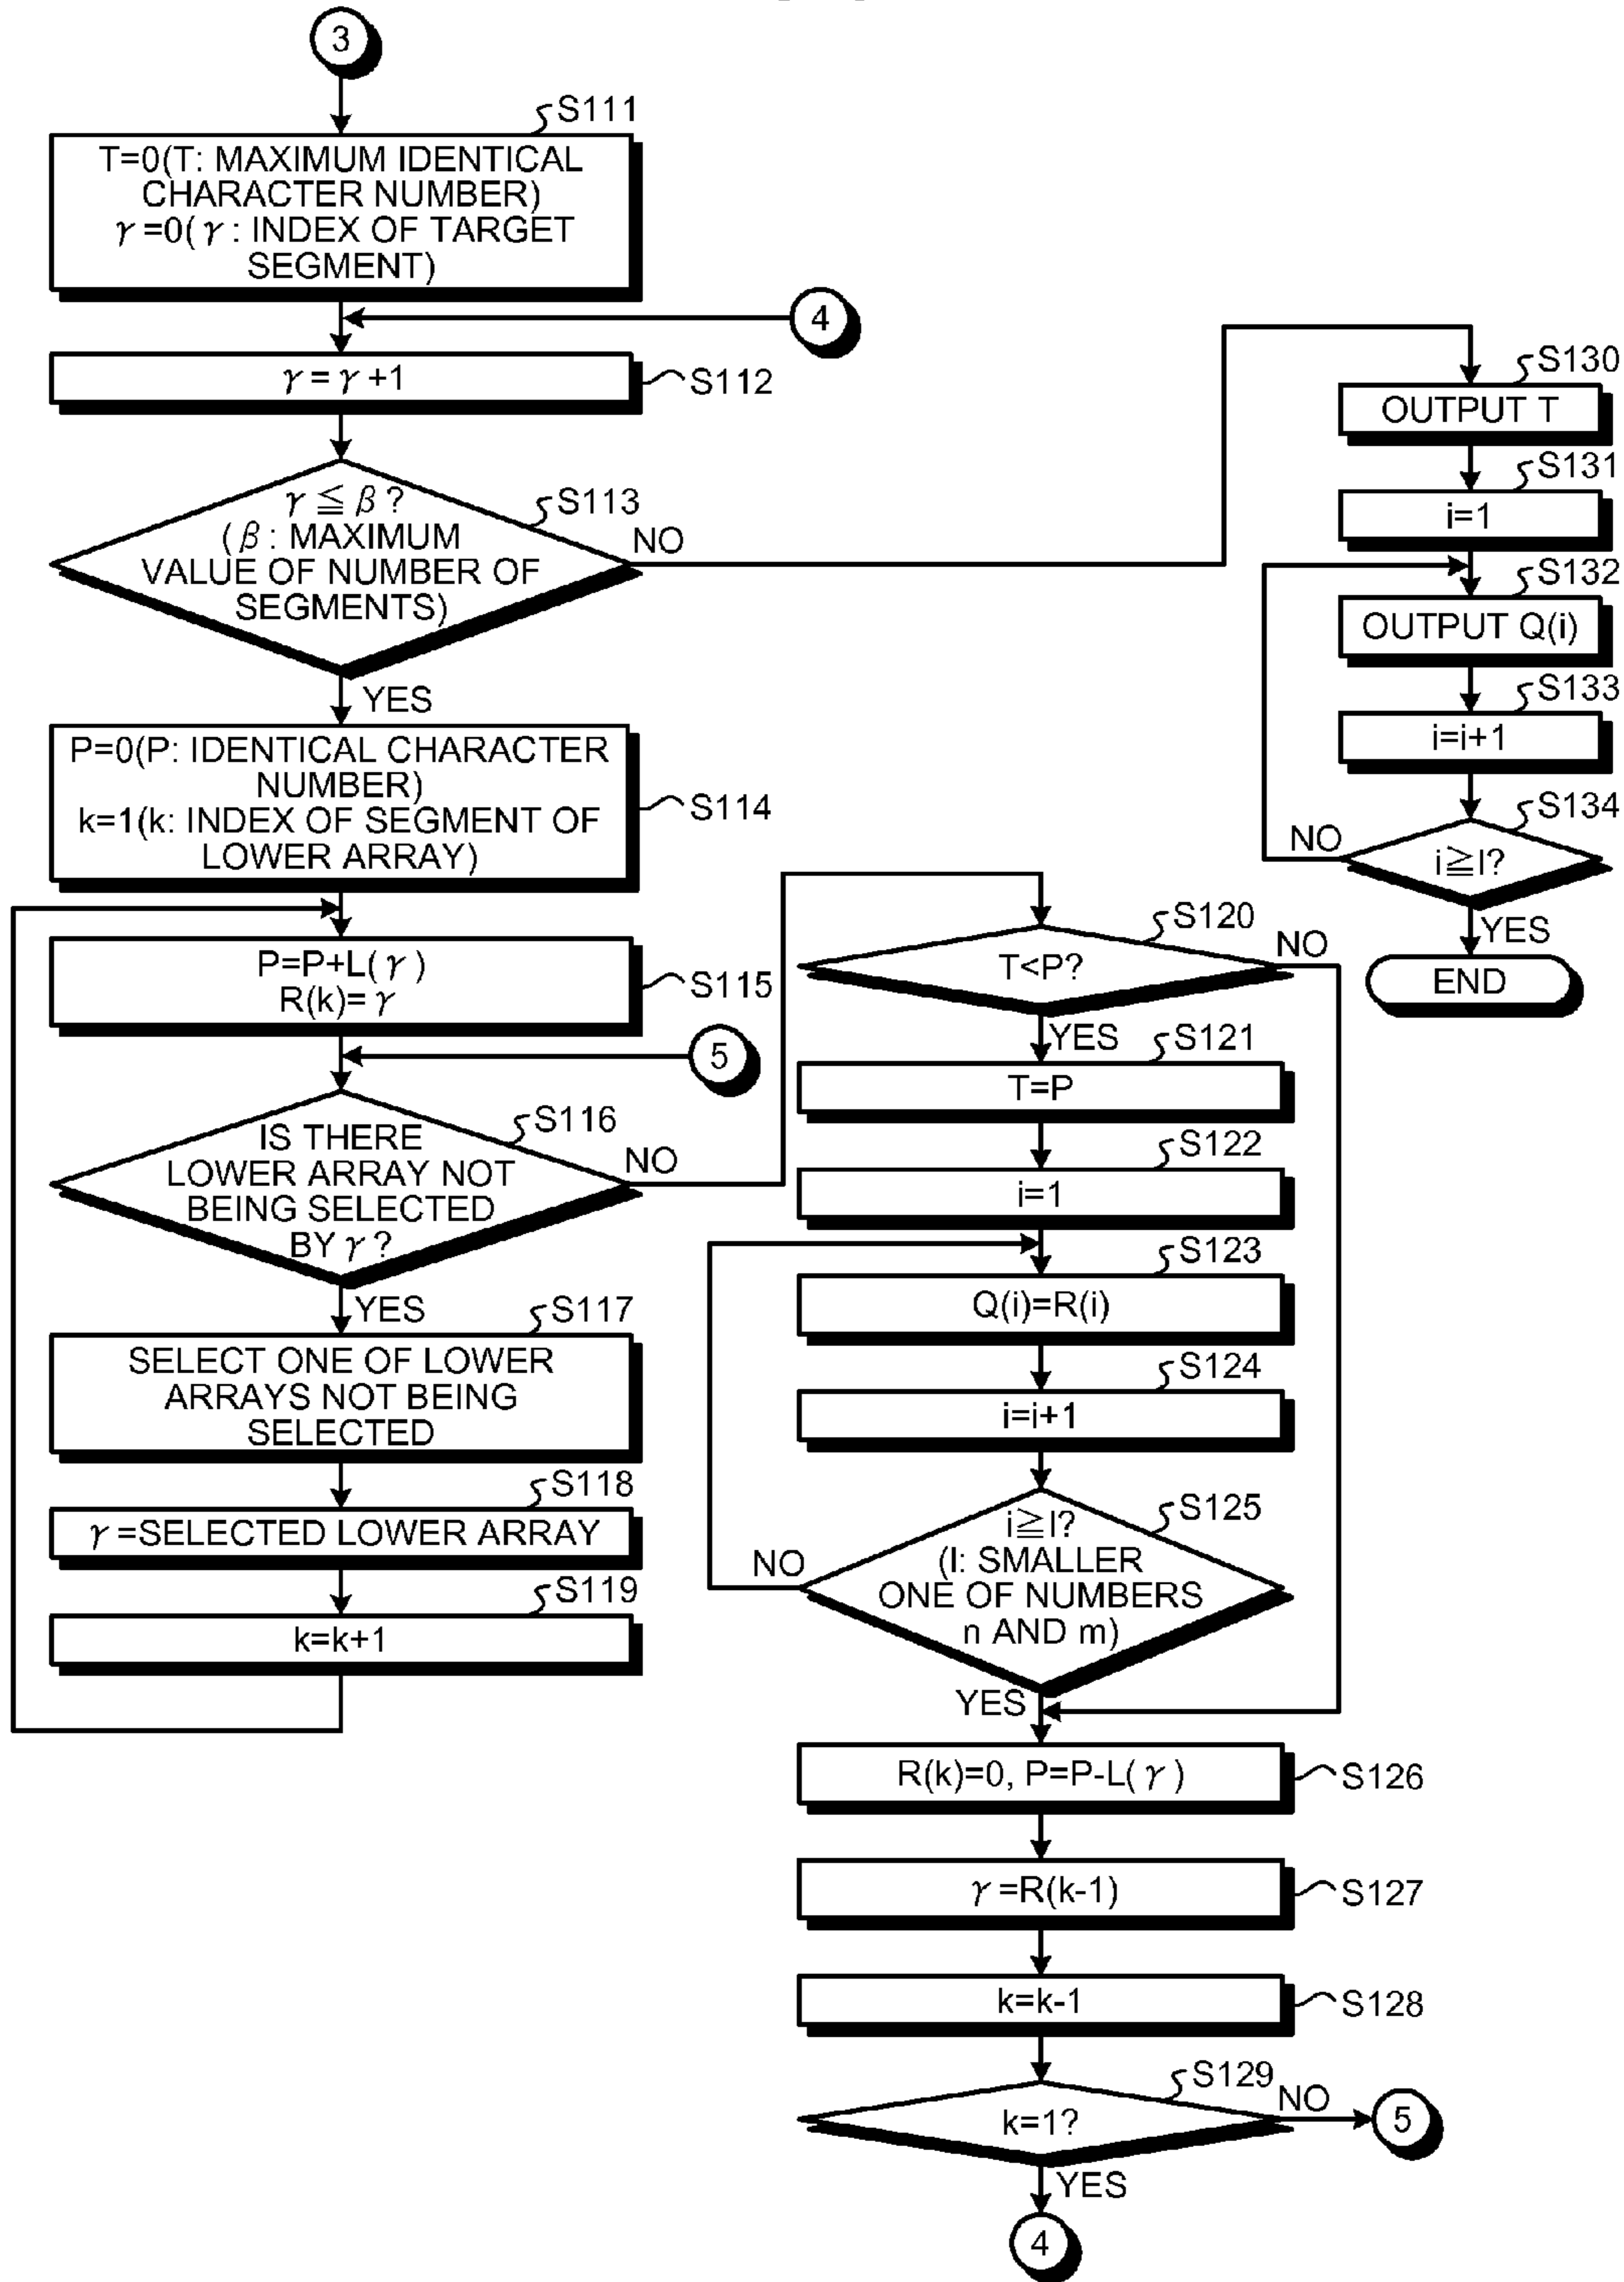 3
S111
T=0(T: MAXIMUM IDENTICAL
CHARACTER NUMBER)
γ=0(γ: INDEX OF TARGET
SEGMENT)
4
γ=γ+1
S112
γ≦β?
(β: MAXIMUM
VALUE OF NUMBER OF
SEGMENTS)
S113
NO
YES
P=0(P: IDENTICAL CHARACTER
NUMBER)
k=1(k: INDEX OF SEGMENT OF
LOWER ARRAY)
S114
P=P+L(γ)
R(k)=γ
S115
5
IS THERE
LOWER ARRAY NOT
BEING SELECTED
BY γ?
S116
NO
YES
S117
SELECT ONE OF LOWER
ARRAYS NOT BEING
SELECTED
S118
γ=SELECTED LOWER ARRAY
S119
k=k+1
S120
T<P?
NO
YES
S121
T=P
S122
i=1
S123
Q(i)=R(i)
S124
i=i+1
S125
i≧I?
(I: SMALLER
ONE OF NUMBERS
n AND m)
NO
YES
R(k)=0, P=P-L(γ)
S126
γ=R(k-1)
S127
k=k-1
S128
S129
k=1?
NO
5
YES
4
S130
OUTPUT T
S131
i=1
S132
OUTPUT Q(i)
S133
i=i+1
S134
i≧I?
NO
YES
END